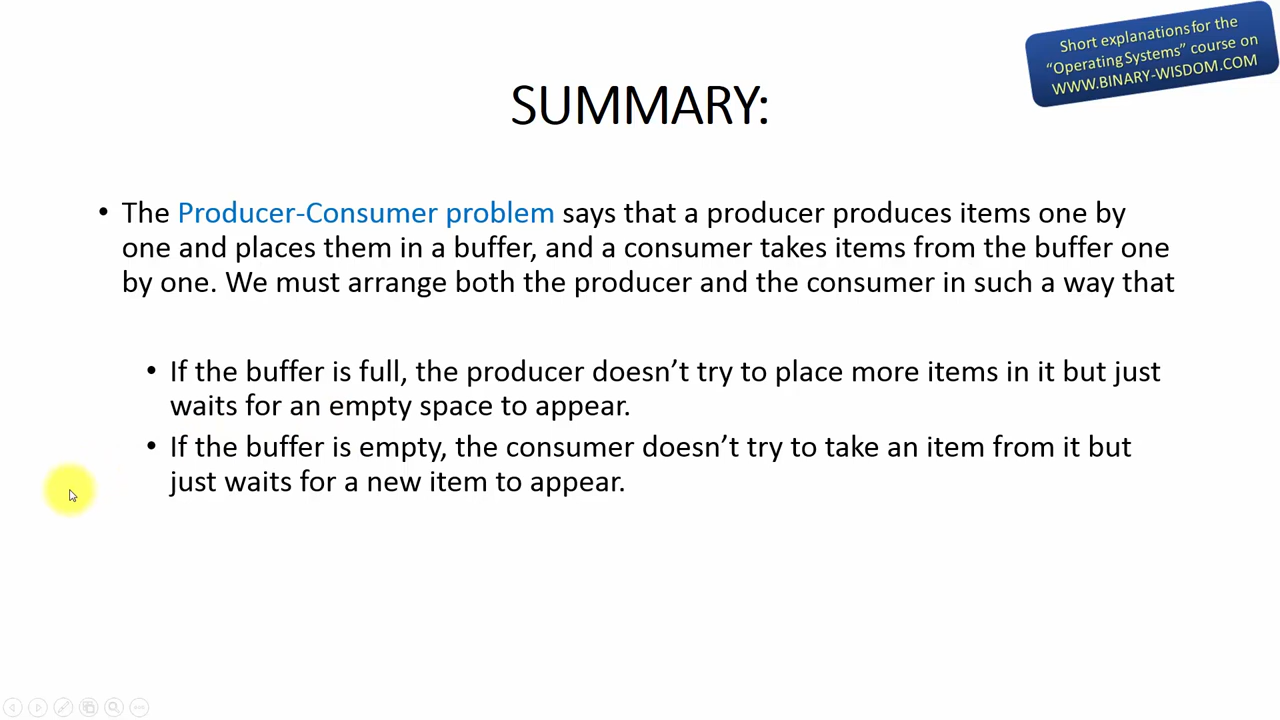 Short explanations for the
“Operating Systems” course on
WWW.BINARY-WISDOM.COM
SUMMARY:
• The Producer-Consumer problem says that a producer produces items one by
one and places them in a buffer, and a consumer takes items from the buffer one
by one. We must arrange both the producer and the consumer in such a way that
• If the buffer is full, the producer doesn’t try to place more items in it but just
waits for an empty space to appear.
• If the buffer is empty, the consumer doesn’t try to take an item from it but
just waits for a new item to appear.